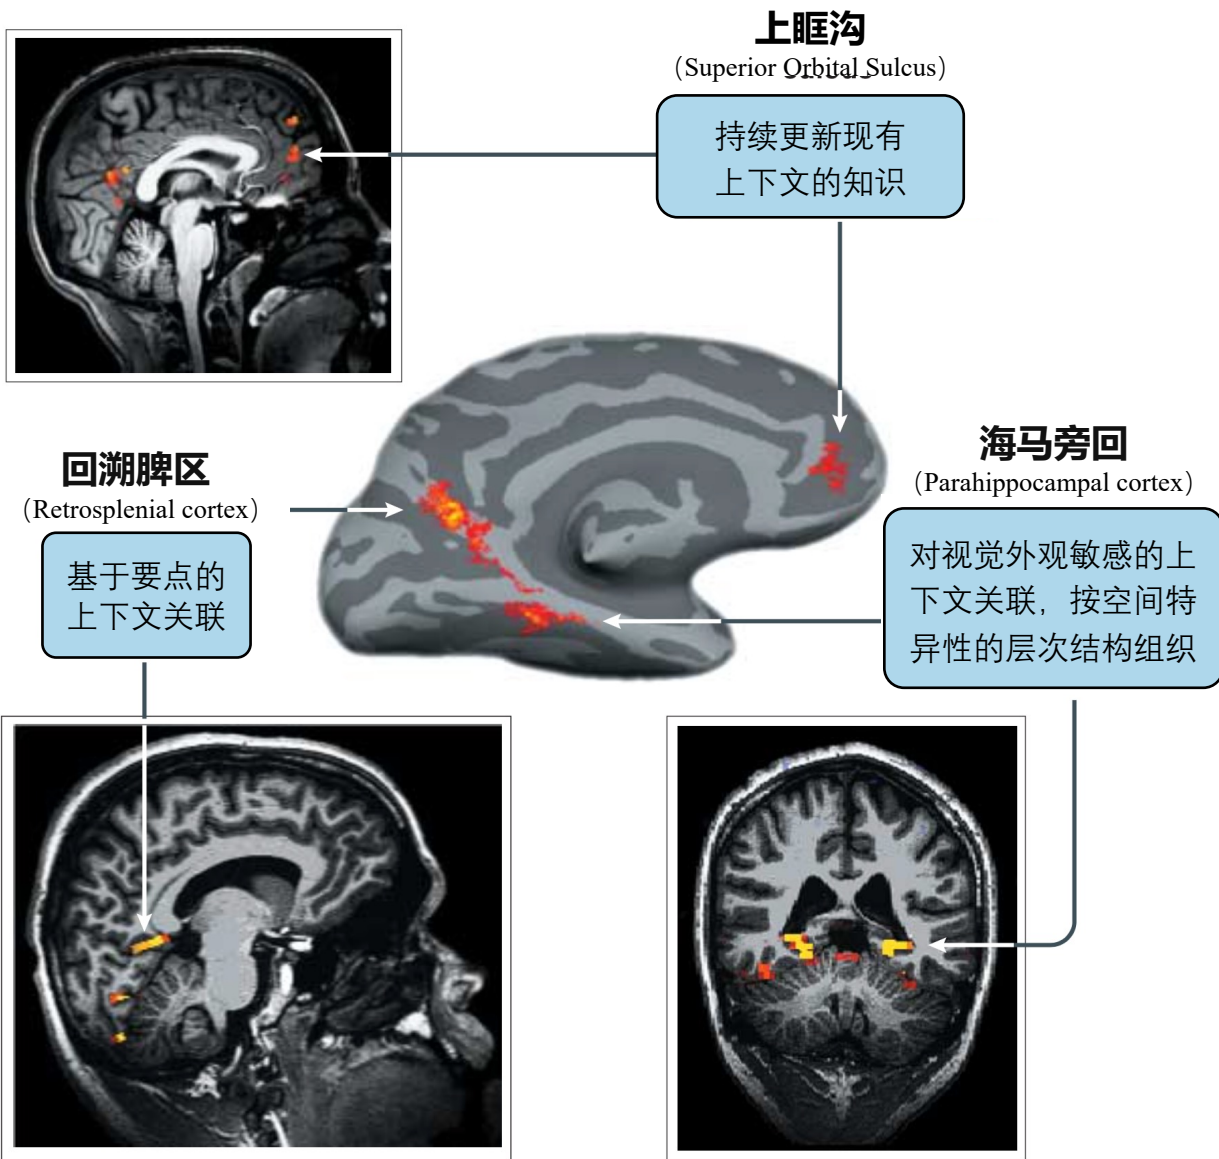 上眶沟
(Superior Orbital Sulcus)
持续更新现有
上下文的知识
回溯脾区
(Retrosplenial cortex)
基于要点的
上下文关联
海马旁回
(Parahippocampal cortex)
对视觉外观敏感的上
下文关联，按空间特
异性的层次结构组织